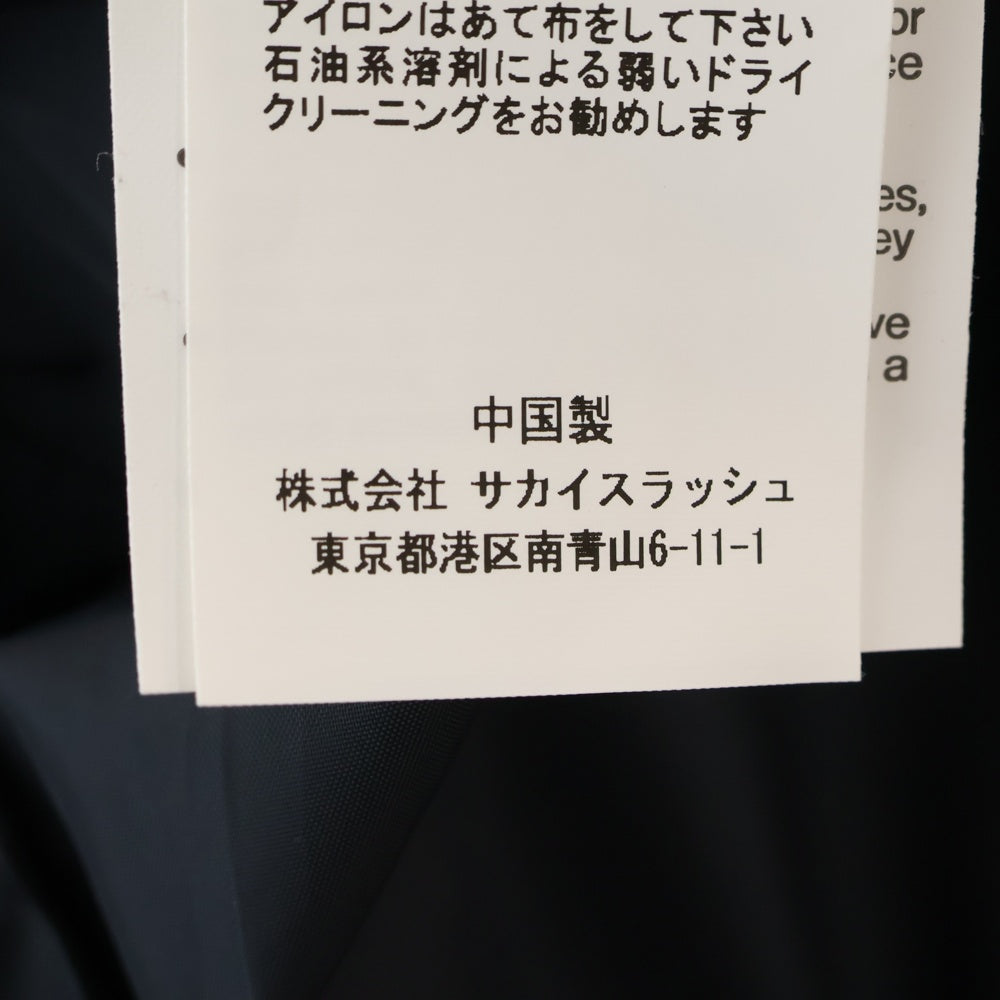 アイロンはあて布をして下さい
石油系溶剤による弱いドライ
クリーニングをお勧めします
中国製
株式会社 サカイスラッシュ
東京都港区南青山6-11-1
es,
ey
ve
a